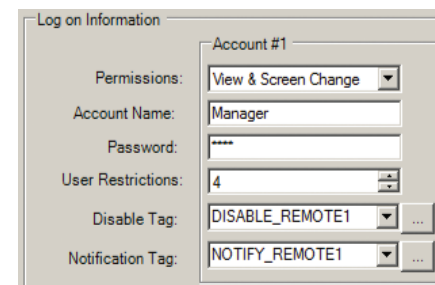 Log on Information
Account #1
Permissions: View & Screen Change
Account Name: Manager
Password: ****
User Restrictions: 4
Disable Tag: DISABLE_REMOTE1 ...
Notification Tag: NOTIFY_REMOTE1 ...